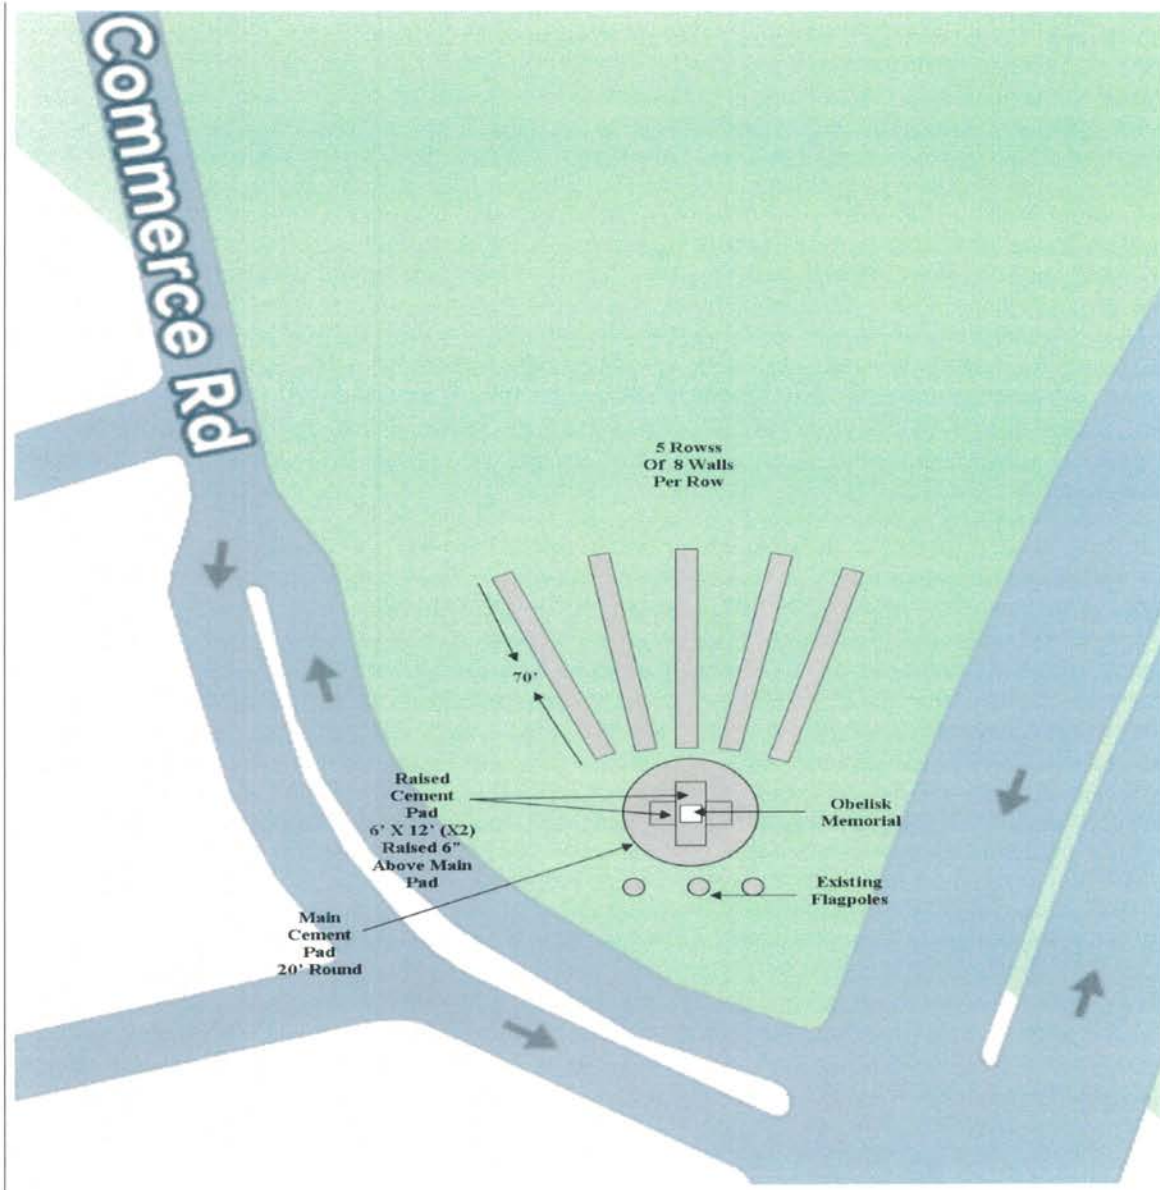 Commerce Rd
5 Rowss
Of 8 Walls
Per Row
70'
Raised
Cement
Pad
6' X 12' (X2)
Raised 6"
Above Main
Pad
Obelisk
Memorial
Existing
Flagpoles
Main
Cement
Pad
20' Round